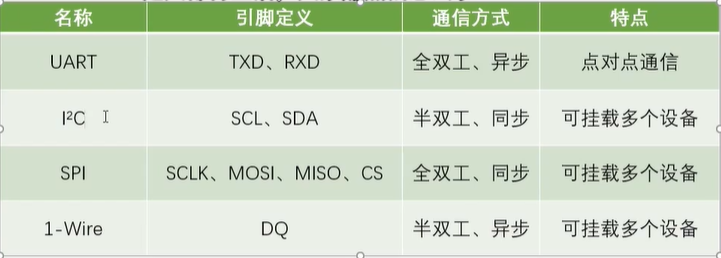 名称 引脚定义 通信方式 特点
UART TXD、RXD 全双工、异步 点对点通信
I²C SCL、SDA 半双工、同步 可挂载多个设备
SPI SCLK、MOSI、MISO、CS 全双工、同步 可挂载多个设备
1-Wire DQ 半双工、异步 可挂载多个设备